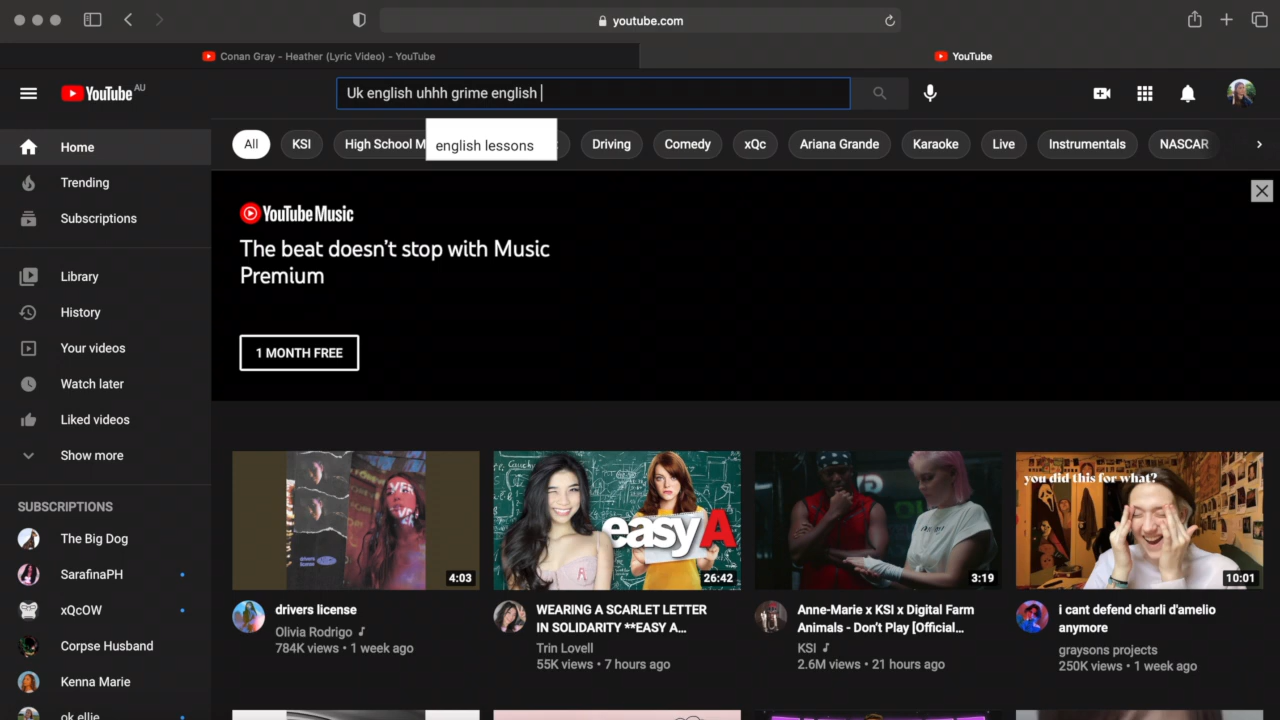 youtube.com
Conan Gray - Heather (Lyric Video) - YouTube
YouTube
YouTube AU
Uk english uhhh grime english
english lessons
All
KSI
High School M
Driving
Comedy
xQc
Ariana Grande
Karaoke
Live
Instrumentals
NASCAR
Home
Trending
Subscriptions
Library
History
Your videos
Watch later
Liked videos
Show more
SUBSCRIPTIONS
The Big Dog
SarafinaPH
xQcOW
Corpse Husband
Kenna Marie
ok ellie
YouTube Music
The beat doesn't stop with Music
Premium
1 MONTH FREE
4:03
drivers license
Olivia Rodrigo
784K views • 1 week ago
easy A
26:42
WEARING A SCARLET LETTER
IN SOLIDARITY **EASY A...
Trin Lovell
55K views • 7 hours ago
3:19
Anne-Marie x KSI x Digital Farm
Animals - Don't Play [Official...
KSI
2.6M views • 21 hours ago
you did this for what?
10:01
i cant defend charli d'amelio
anymore
graysons projects
250K views • 1 week ago